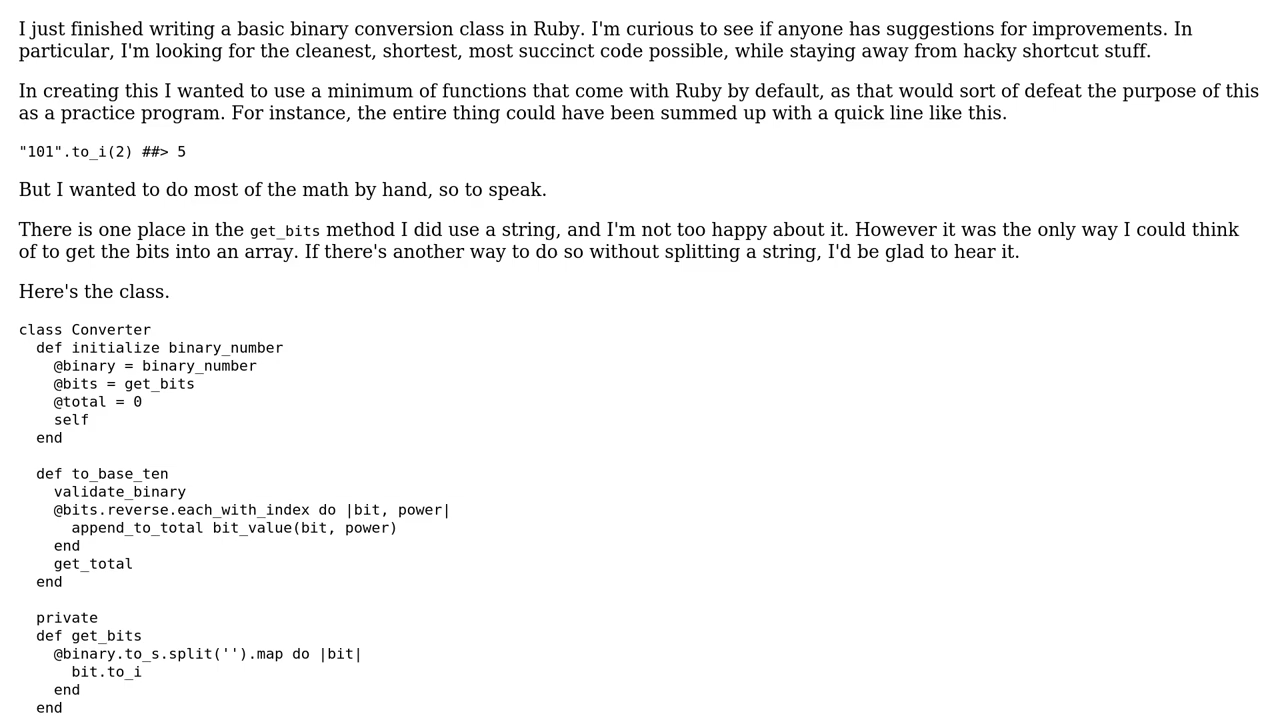 I just finished writing a basic binary conversion class in Ruby. I'm curious to see if anyone has suggestions for improvements. In
particular, I'm looking for the cleanest, shortest, most succinct code possible, while staying away from hacky shortcut stuff.
In creating this I wanted to use a minimum of functions that come with Ruby by default, as that would sort of defeat the purpose of this
as a practice program. For instance, the entire thing could have been summed up with a quick line like this.
"101".to_i(2) ##> 5
But I wanted to do most of the math by hand, so to speak.
There is one place in the get_bits method I did use a string, and I'm not too happy about it. However it was the only way I could think
of to get the bits into an array. If there's another way to do so without splitting a string, I'd be glad to hear it.
Here's the class.
class Converter
  def initialize binary_number
    @binary = binary_number
    @bits = get_bits
    @total = 0
    self
  end
  def to_base_ten
    validate_binary
    @bits.reverse.each_with_index do |bit, power|
      append_to_total bit_value(bit, power)
    end
    get_total
  end
  private
  def get_bits
    @binary.to_s.split('').map do |bit|
      bit.to_i
    end
  end